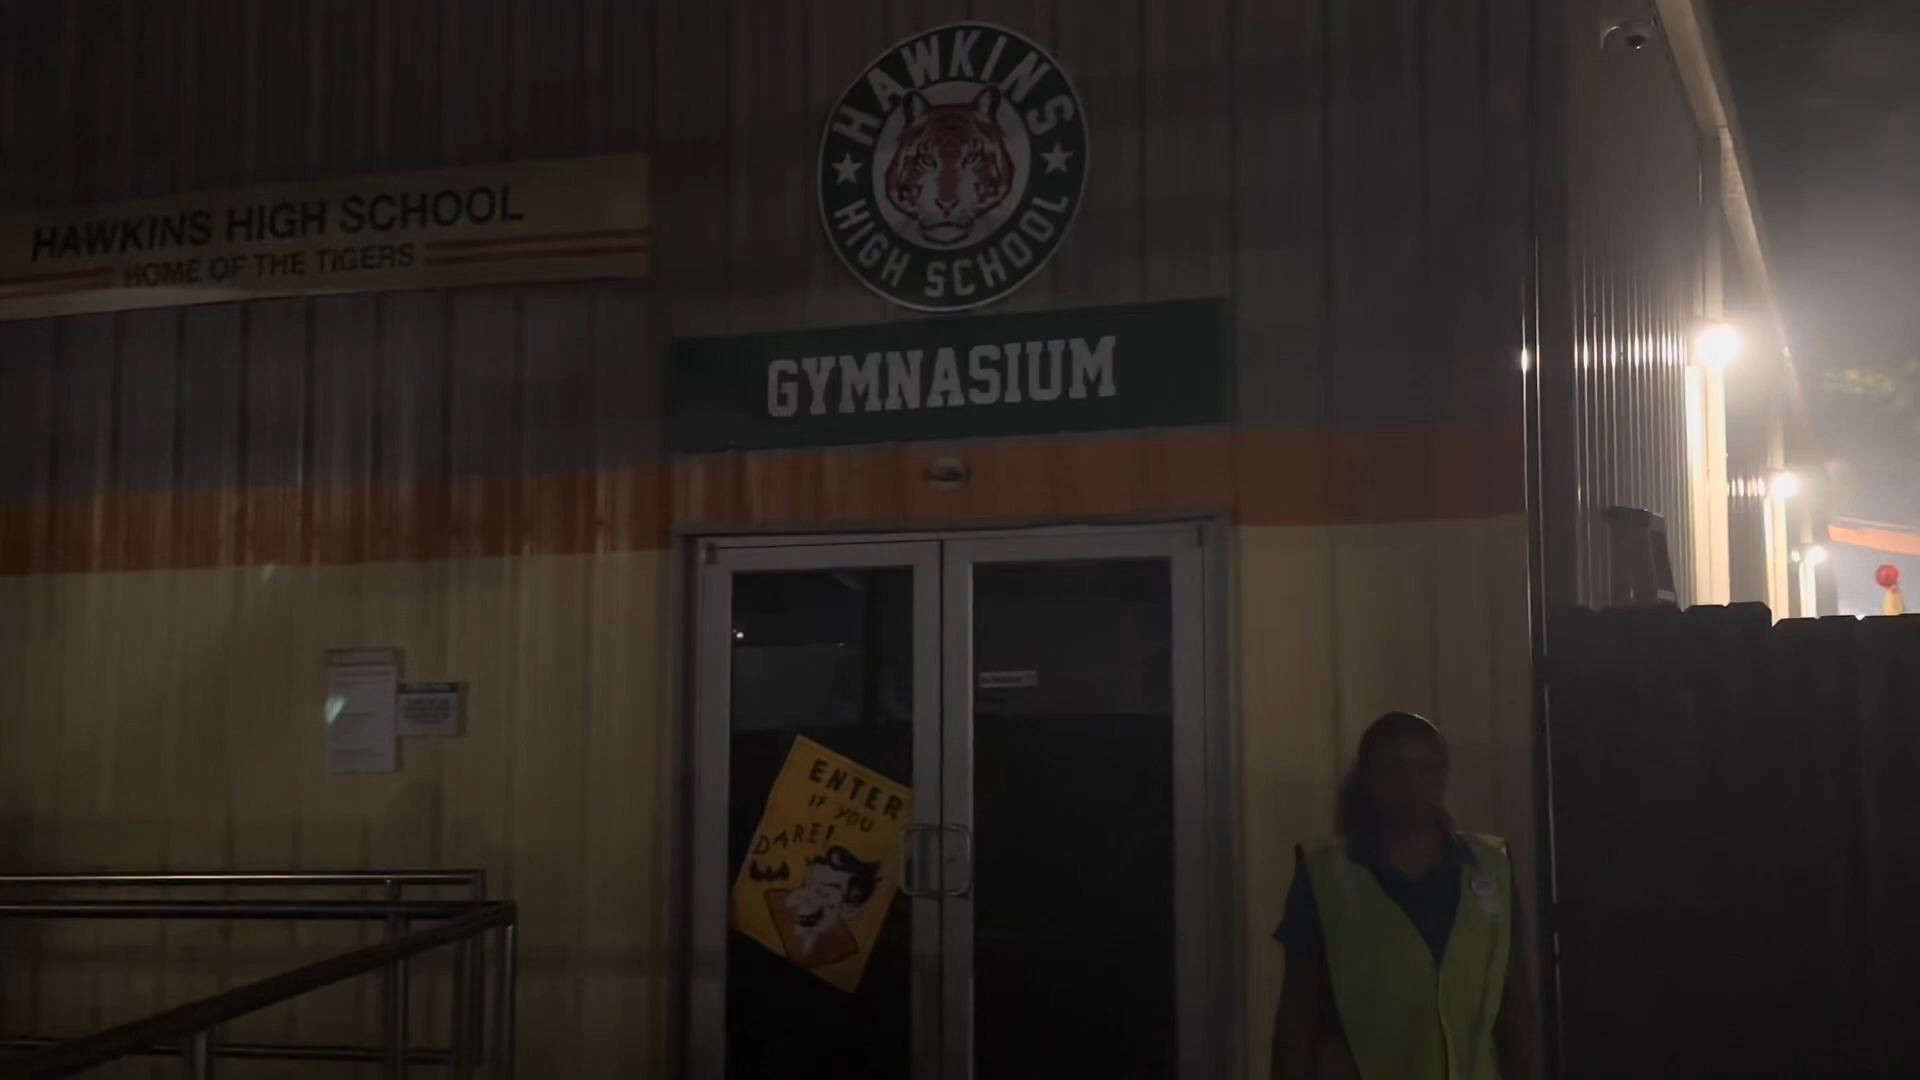 HAWKINS HIGH SCHOOL
HOME OF THE TIGERS
HAWKINS
HIGH SCHOOL
GYMNASIUM
ENTER
IF YOU
DARE!